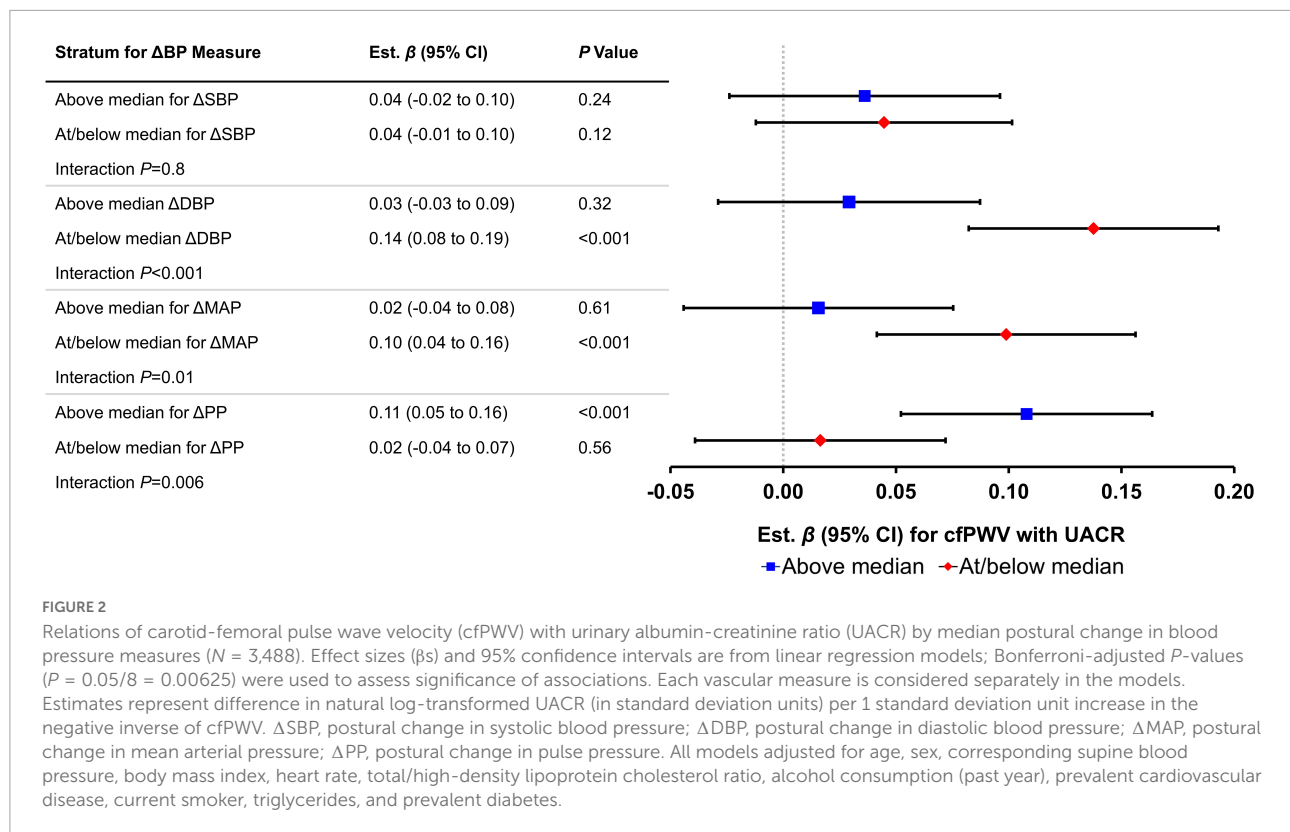 Stratum for ΔBP Measure Est. β (95% CI) P Value
Above median for ΔSBP 0.04 (-0.02 to 0.10) 0.24
At/below median for ΔSBP 0.04 (-0.01 to 0.10) 0.12
Interaction P=0.8
Above median ΔDBP 0.03 (-0.03 to 0.09) 0.32
At/below median ΔDBP 0.14 (0.08 to 0.19) <0.001
Interaction P<0.001
Above median for ΔMAP 0.02 (-0.04 to 0.08) 0.61
At/below median for ΔMAP 0.10 (0.04 to 0.16) <0.001
Interaction P=0.01
Above median for ΔPP 0.11 (0.05 to 0.16) <0.001
At/below median for ΔPP 0.02 (-0.04 to 0.07) 0.56
Interaction P=0.006
-0.05 0.00 0.05 0.10 0.15 0.20
Est. β (95% CI) for cfPWV with UACR
Above median At/below median
FIGURE 2
Relations of carotid-femoral pulse wave velocity (cfPWV) with urinary albumin-creatinine ratio (UACR) by median postural change in blood
pressure measures (N = 3,488). Effect sizes (βs) and 95% confidence intervals are from linear regression models; Bonferroni-adjusted P-values
(P = 0.05/8 = 0.00625) were used to assess significance of associations. Each vascular measure is considered separately in the models.
Estimates represent difference in natural log-transformed UACR (in standard deviation units) per 1 standard deviation unit increase in the
negative inverse of cfPWV. ΔSBP, postural change in systolic blood pressure; ΔDBP, postural change in diastolic blood pressure; ΔMAP, postural
change in mean arterial pressure; ΔPP, postural change in pulse pressure. All models adjusted for age, sex, corresponding supine blood
pressure, body mass index, heart rate, total/high-density lipoprotein cholesterol ratio, alcohol consumption (past year), prevalent cardiovascular
disease, current smoker, triglycerides, and prevalent diabetes.